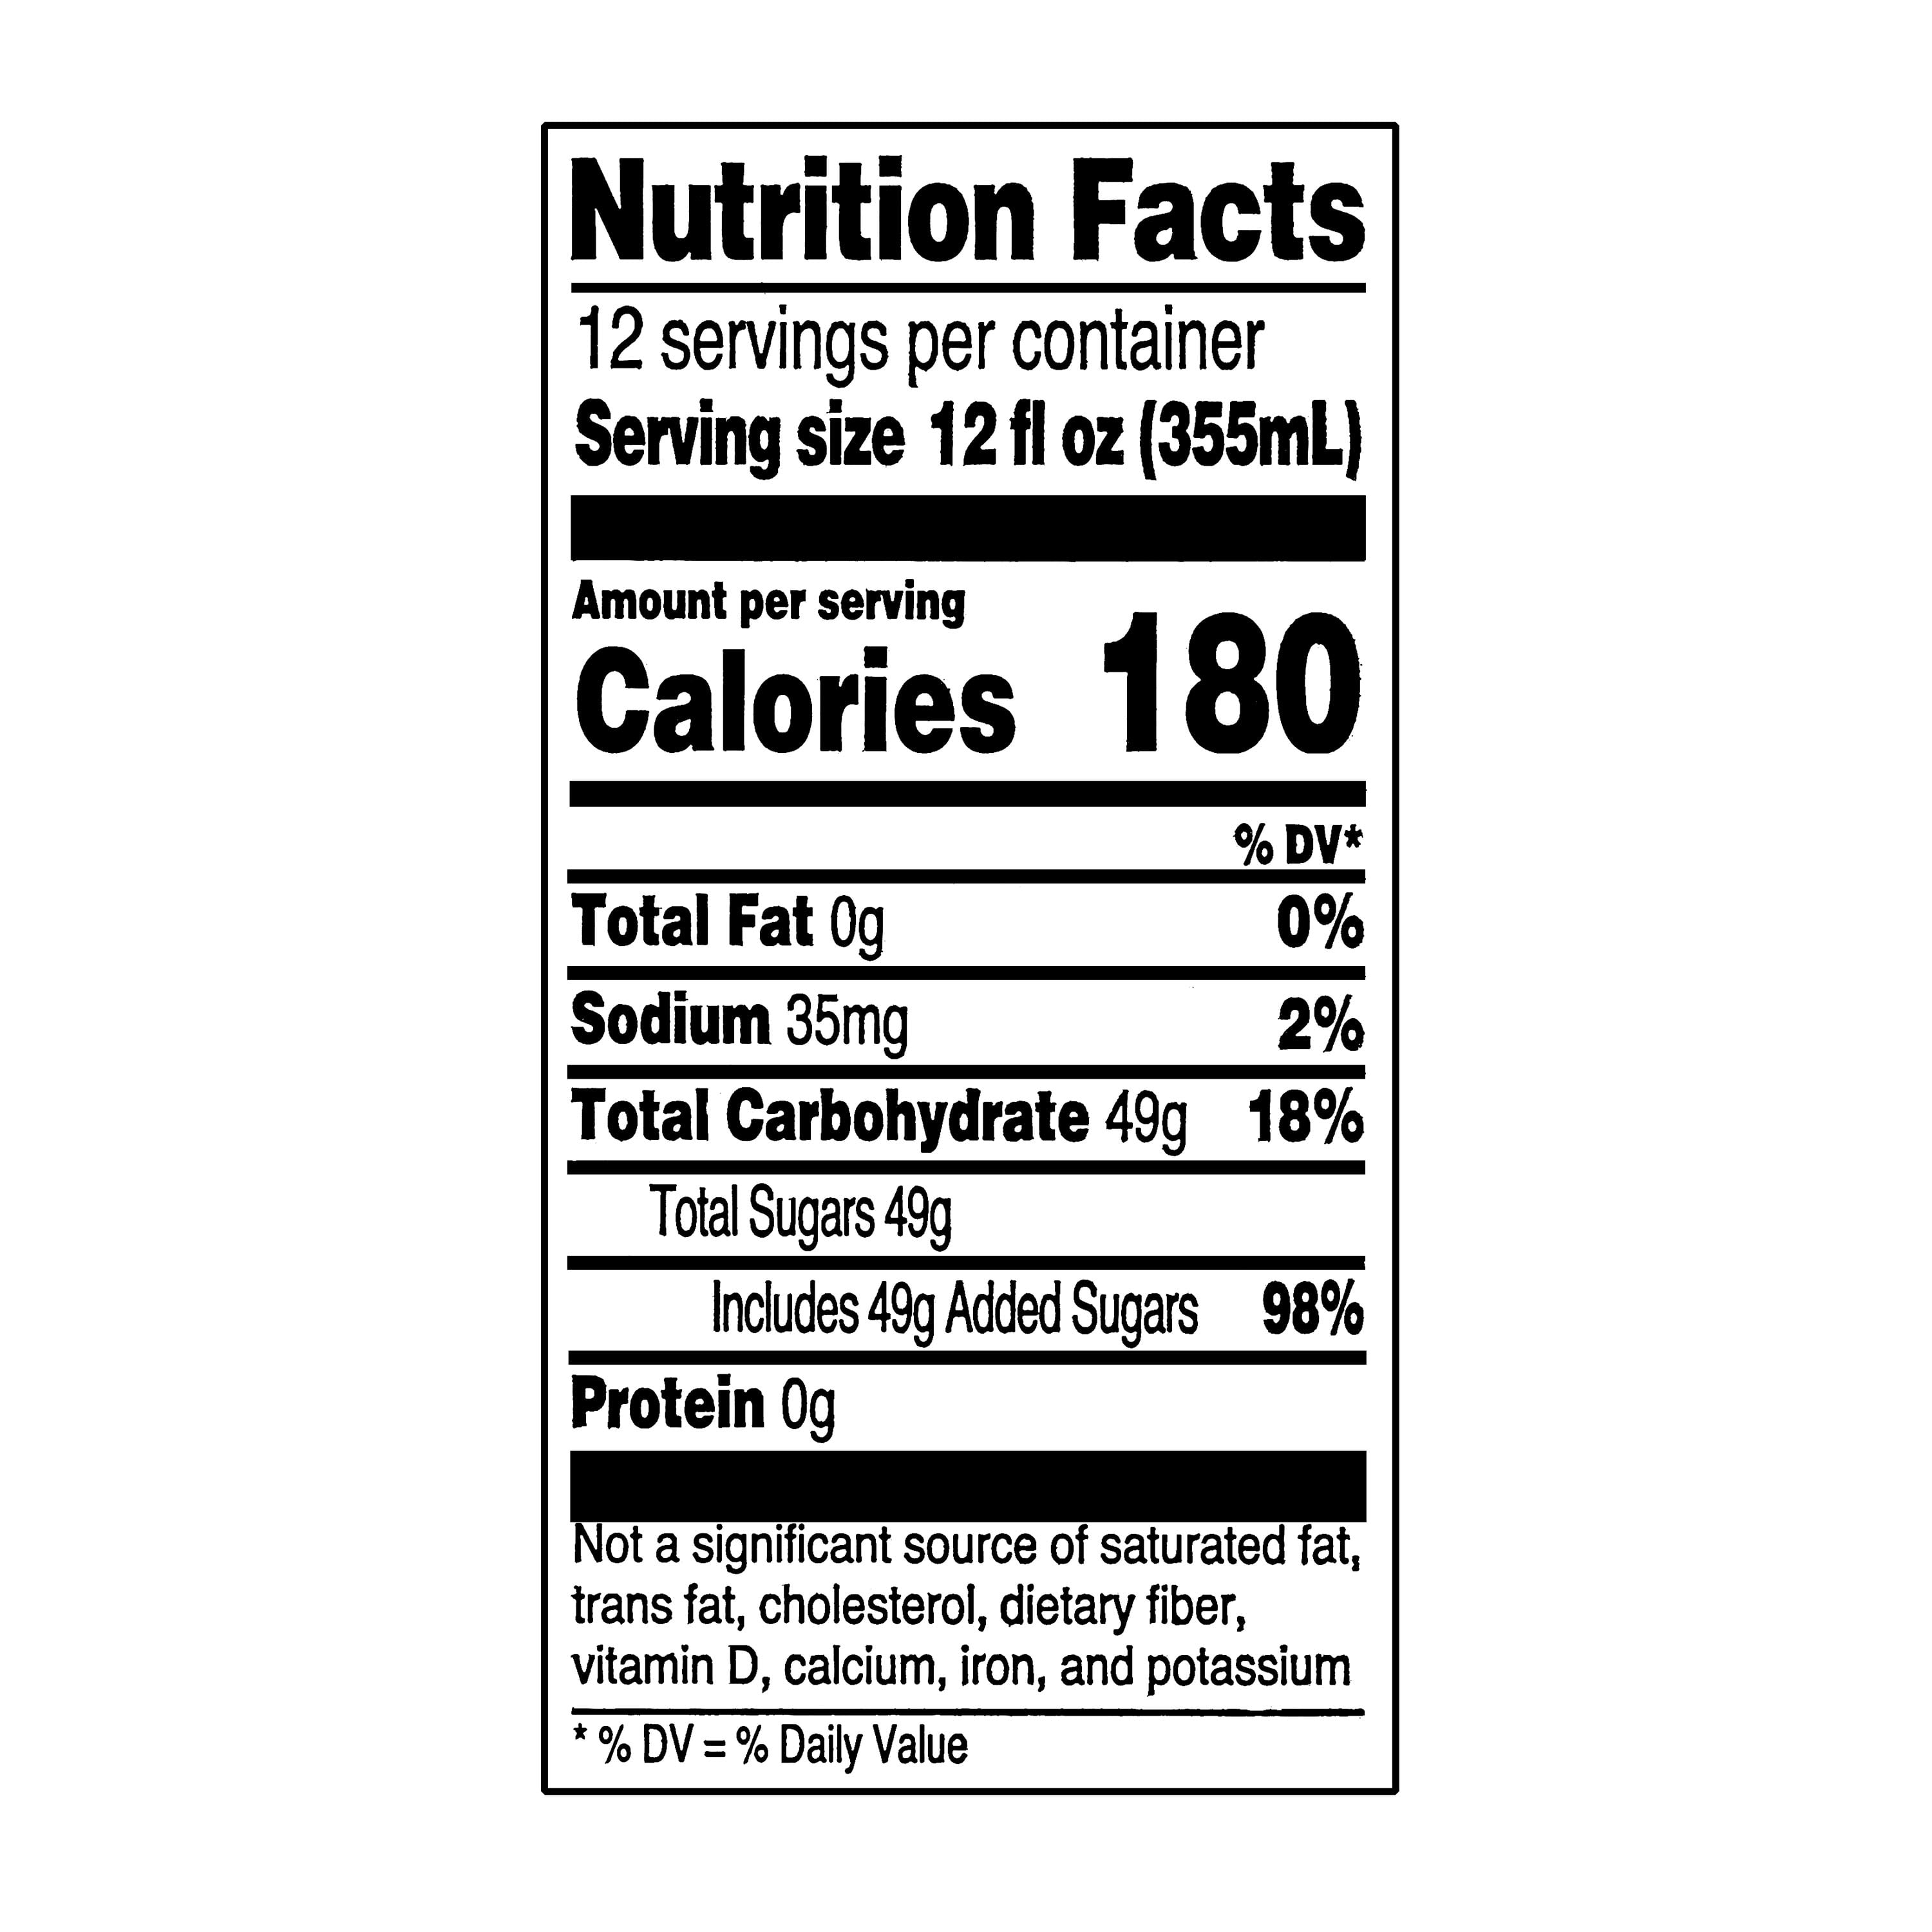 Nutrition Facts
12 servings per container
Serving size 12 fl oz (355mL)
Amount per serving
Calories 180
% DV*
Total Fat 0g 0%
Sodium 35mg 2%
Total Carbohydrate 49g 18%
Total Sugars 49g
Includes 49g Added Sugars 98%
Protein 0g
Not a significant source of saturated fat,
trans fat, cholesterol, dietary fiber,
vitamin D, calcium, iron, and potassium
* % DV = % Daily Value